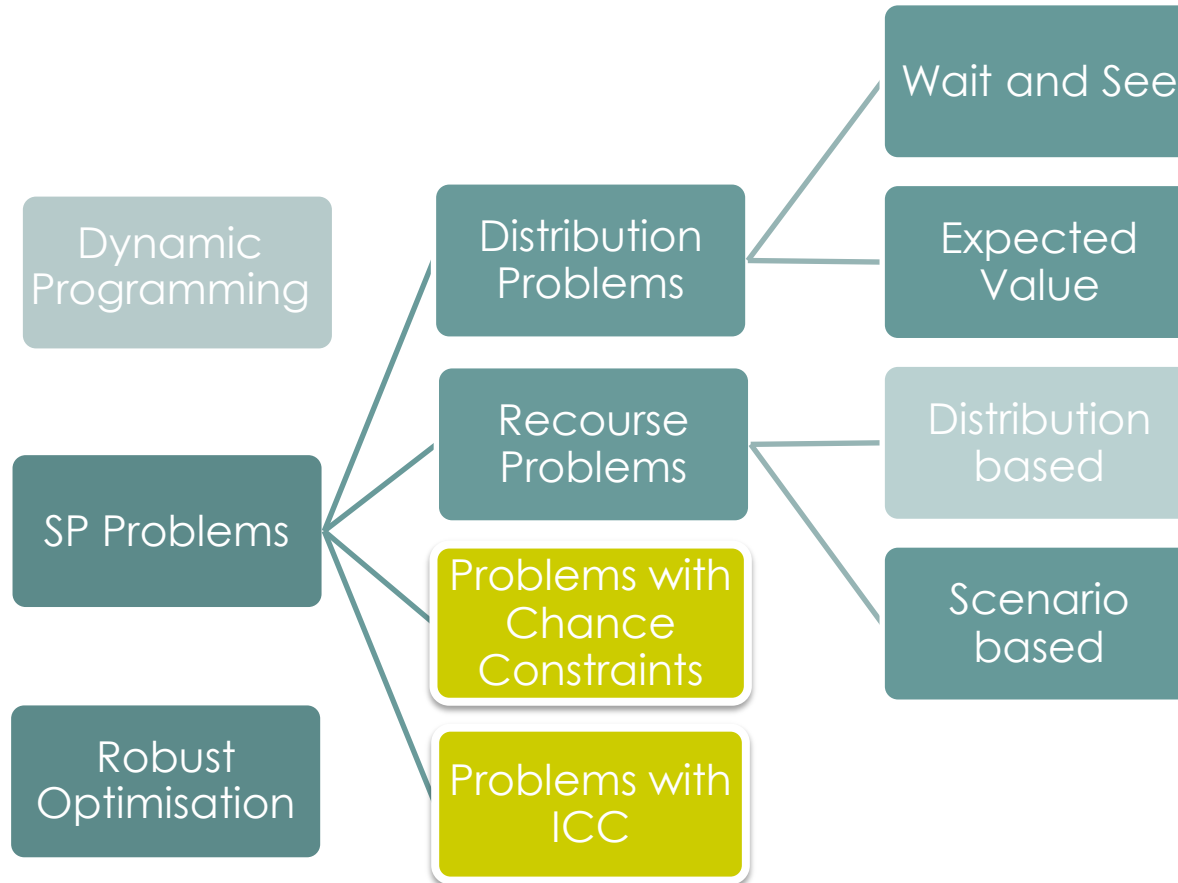 Dynamic
Programming
SP Problems
Robust
Optimisation
Distribution
Problems
Recourse
Problems
Problems with
Chance
Constraints
Problems with
ICC
Wait and See
Expected
Value
Distribution
based
Scenario
based